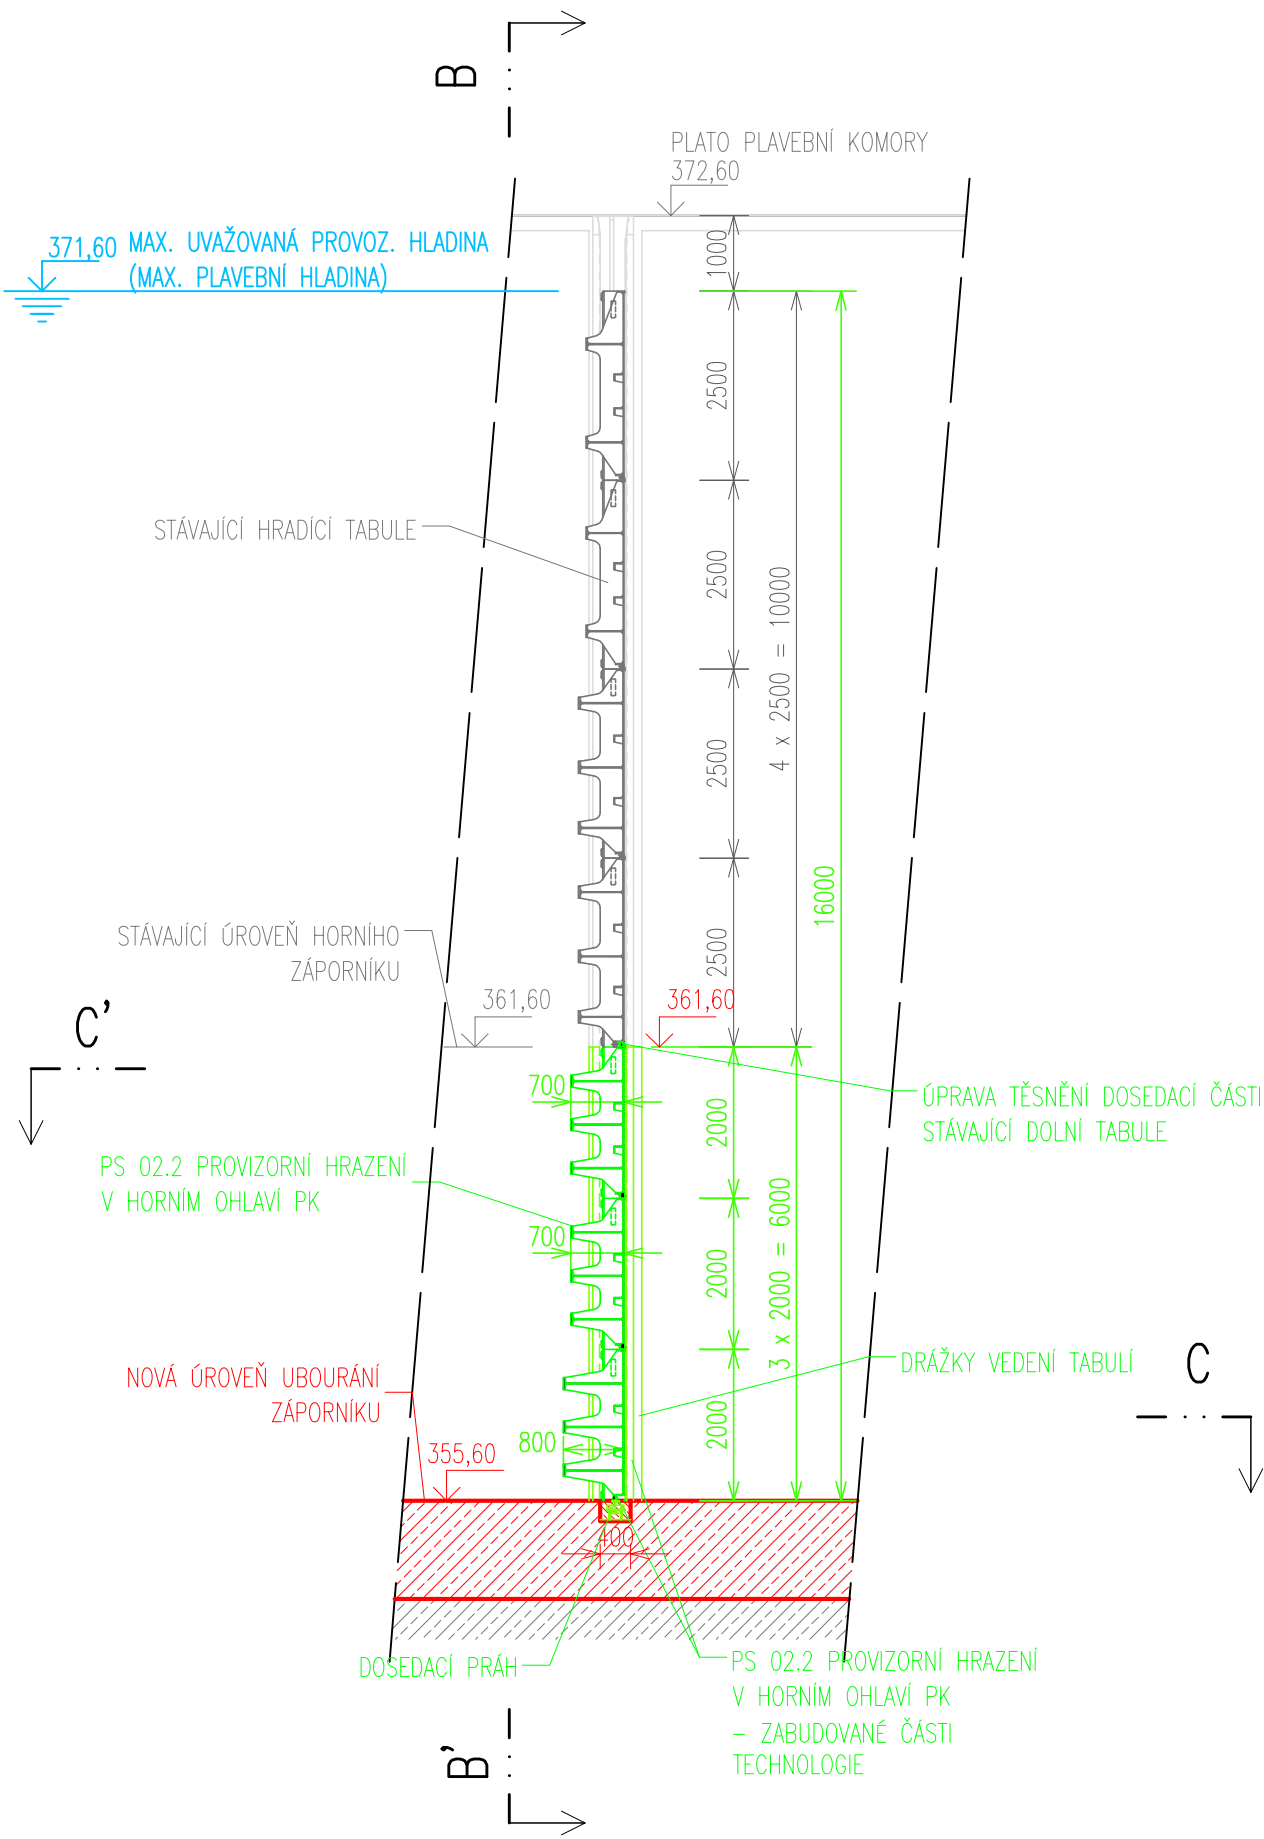 B
PLATO PLAVEBNÍ KOMORY
372,60
371,60
MAX. UVAŽOVANÁ PROVOZ. HLADINA
(MAX. PLAVEBNÍ HLADINA)
1000
2500
STÁVAJÍCÍ HRADÍCÍ TABULE
2500
4 x 2500 = 10000
2500
16000
STÁVAJÍCÍ ÚROVEŇ HORNÍHO
ZÁPORNÍKU
2500
361,60
361,60
C'
700
2000
ÚPRAVA TĚSNĚNÍ DOSEDACÍ ČÁSTI
STÁVAJÍCÍ DOLNÍ TABULE
PS 02.2 PROVIZORNÍ HRAZENÍ
V HORNÍM OHLAVÍ PK
700
2000
3 x 2000 = 6000
DRÁŽKY VEDENÍ TABULÍ
C
NOVÁ ÚROVEŇ UBOURÁNÍ
ZÁPORNÍKU
2000
800
355,60
400
DOSEDACÍ PRÁH
PS 02.2 PROVIZORNÍ HRAZENÍ
V HORNÍM OHLAVÍ PK
– ZABUDOVANÉ ČÁSTI
TECHNOLOGIE
B'